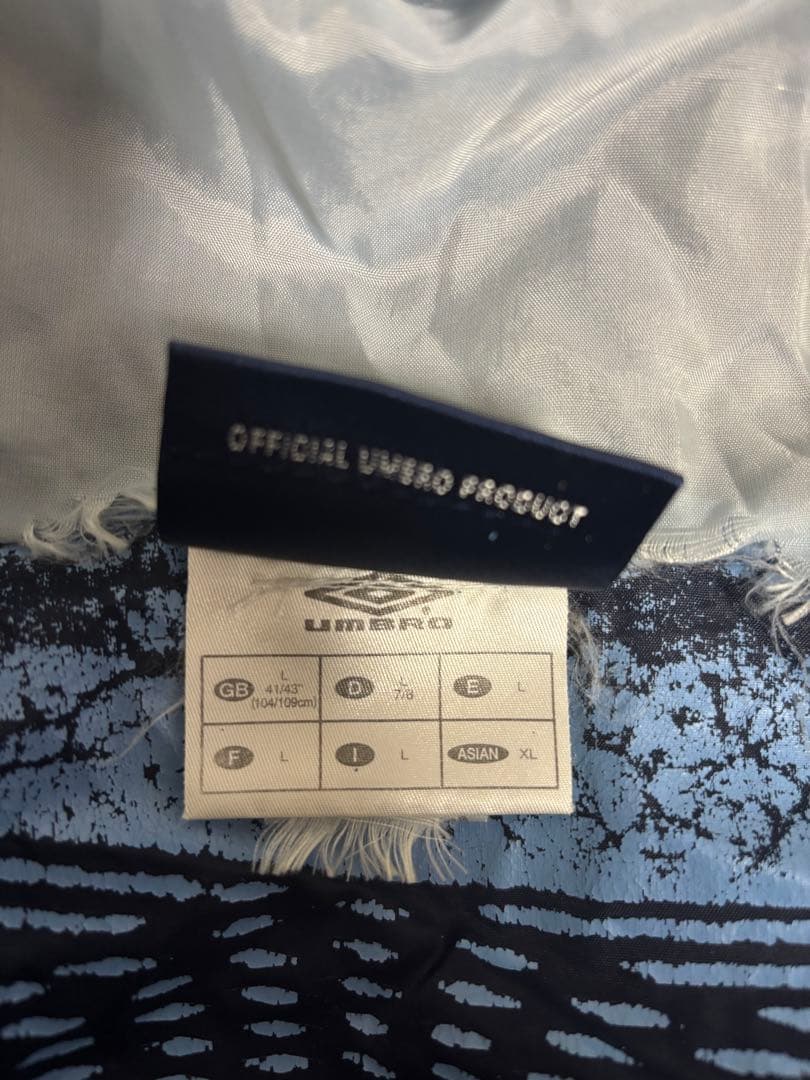 OFFICIAL UMBRO PRODUCT
UMBRO
GB L 41/43" (104/109cm) D L 7/8 E L
F L I L ASIAN XL